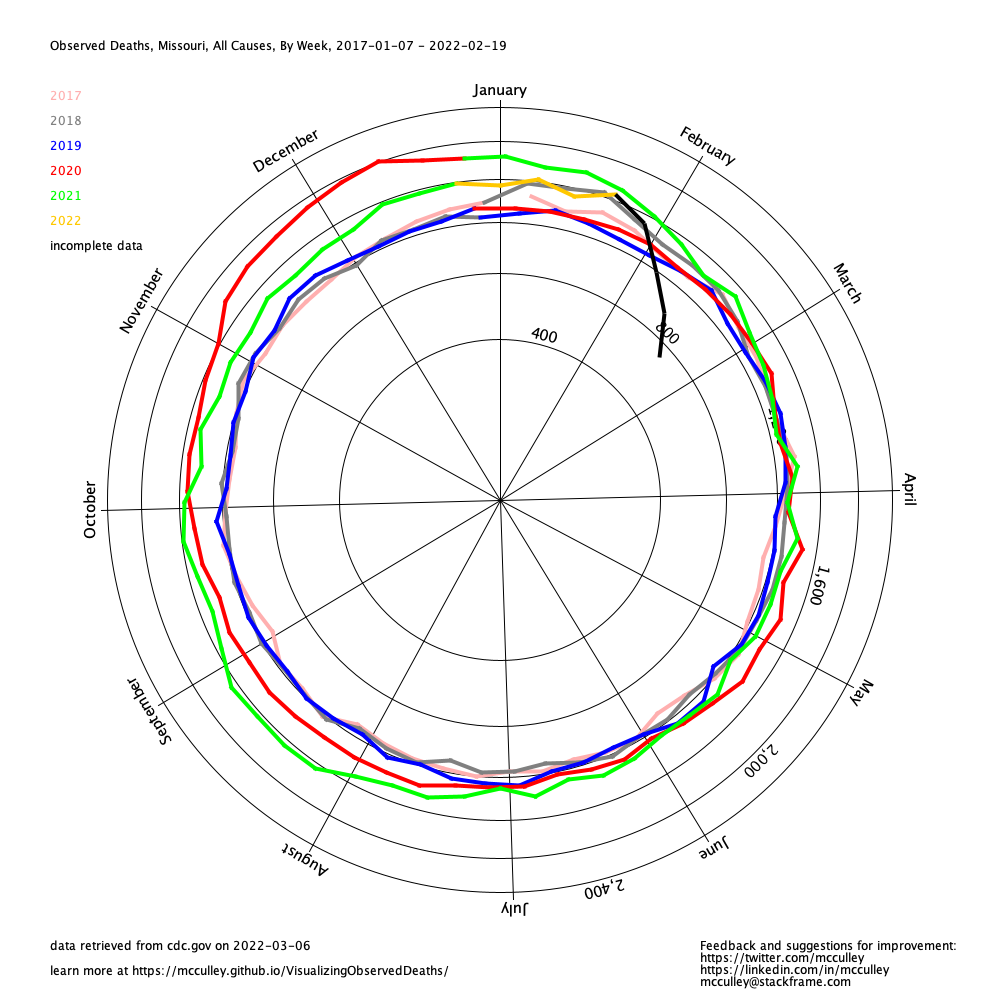 Observed Deaths, Missouri, All Causes, By Week, 2017-01-07 - 2022-02-19
2017
2018
2019
2020
2021
2022
incomplete data
January
February
March
April
May
June
July
August
September
October
November
December
400
800
1,600
2,000
2,400
data retrieved from cdc.gov on 2022-03-06
learn more at https://mcculley.github.io/VisualizingObservedDeaths/
Feedback and suggestions for improvement:
https://twitter.com/mcculley
https://linkedin.com/in/mcculley
mcculley@stackframe.com